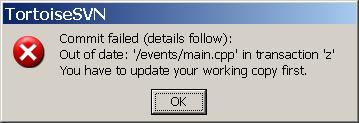 TortoiseSVN
Commit failed (details follow):
Out of date: '/events/main.cpp' in transaction 'z'
You have to update your working copy first.
OK